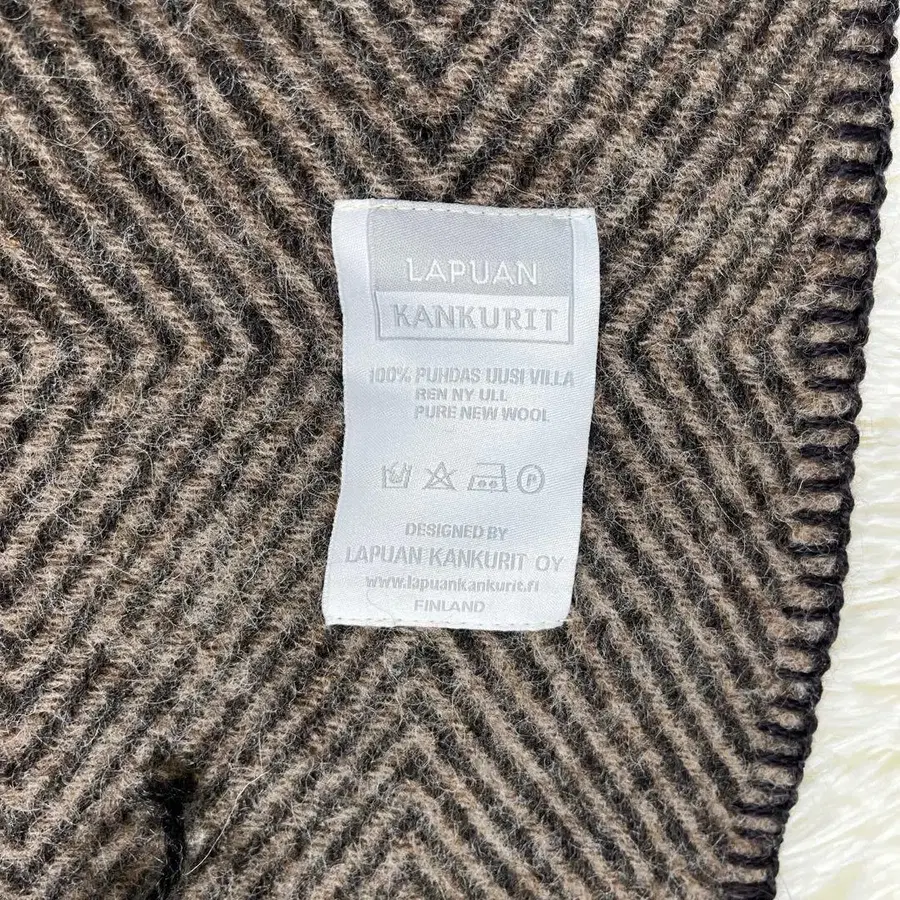 LAPUAN
KANKURIT
100% PUHDAS UUSI VILLA
REN NY ULL
PURE NEW WOOL
P
DESIGNED BY
LAPUAN KANKURIT OY
www.lapuankankurit.fi
FINLAND